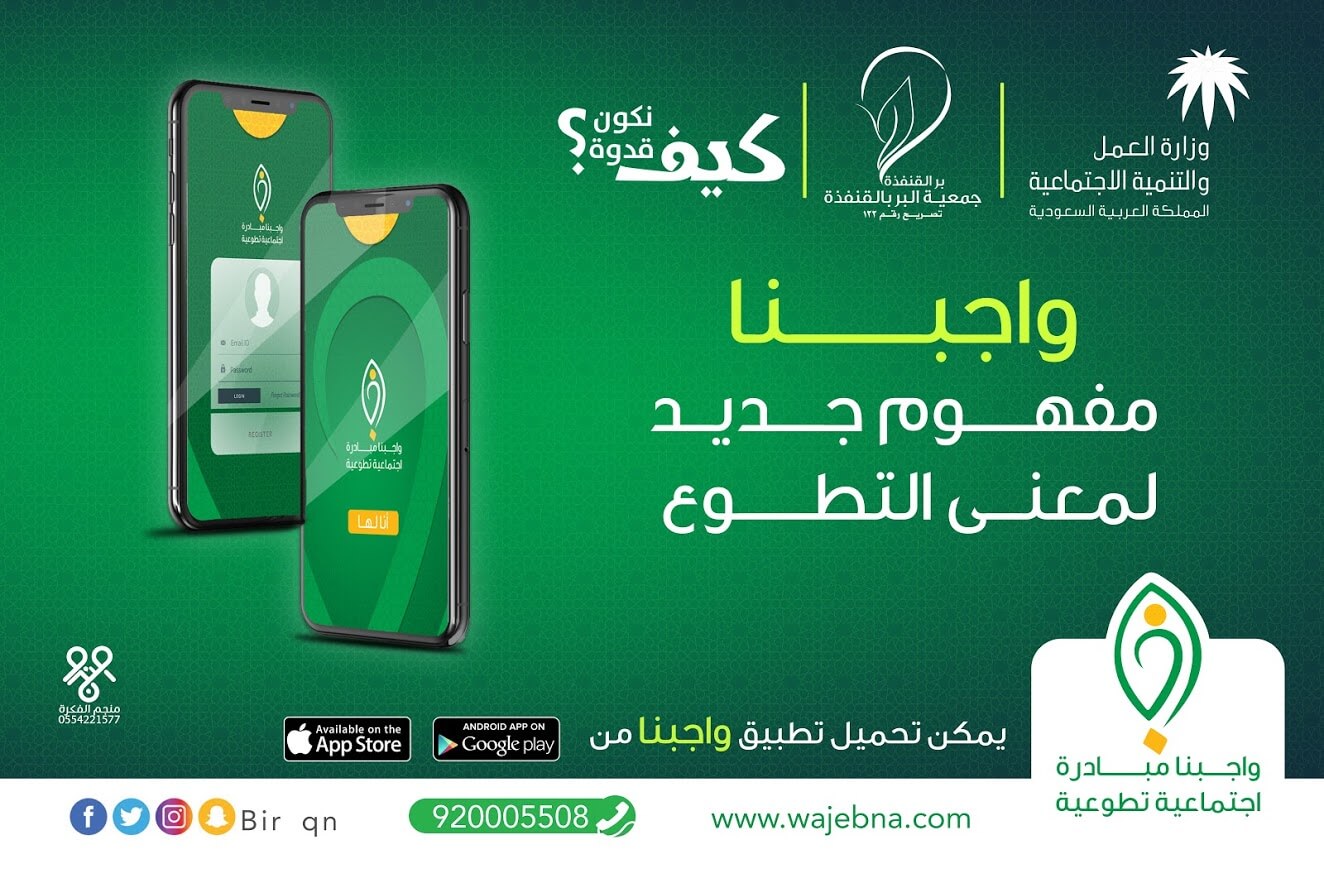 وزارة العمل
والتنمية الاجتماعية
المملكة العربية السعودية
بر القنفذة
جمعية البر بالقنفذة
تصريح رقم ١٢٢
كيف نكون قدوة؟
واجبنا
مفهوم جديد
لمعنى التطوع
واجبنا مبادرة
اجتماعية تطوعية
Email ID
Password
LOGIN
Forgot Password
REGISTER
واجبنا مبادرة
اجتماعية تطوعية
أنا لها
منجم الفكرة
0554221577
يمكن تحميل تطبيق واجبنا من
ANDROID APP ON
Google play
Available on the
App Store
واجبنا مبادرة
اجتماعية تطوعية
www.wajebna.com
920005508
Bir qn